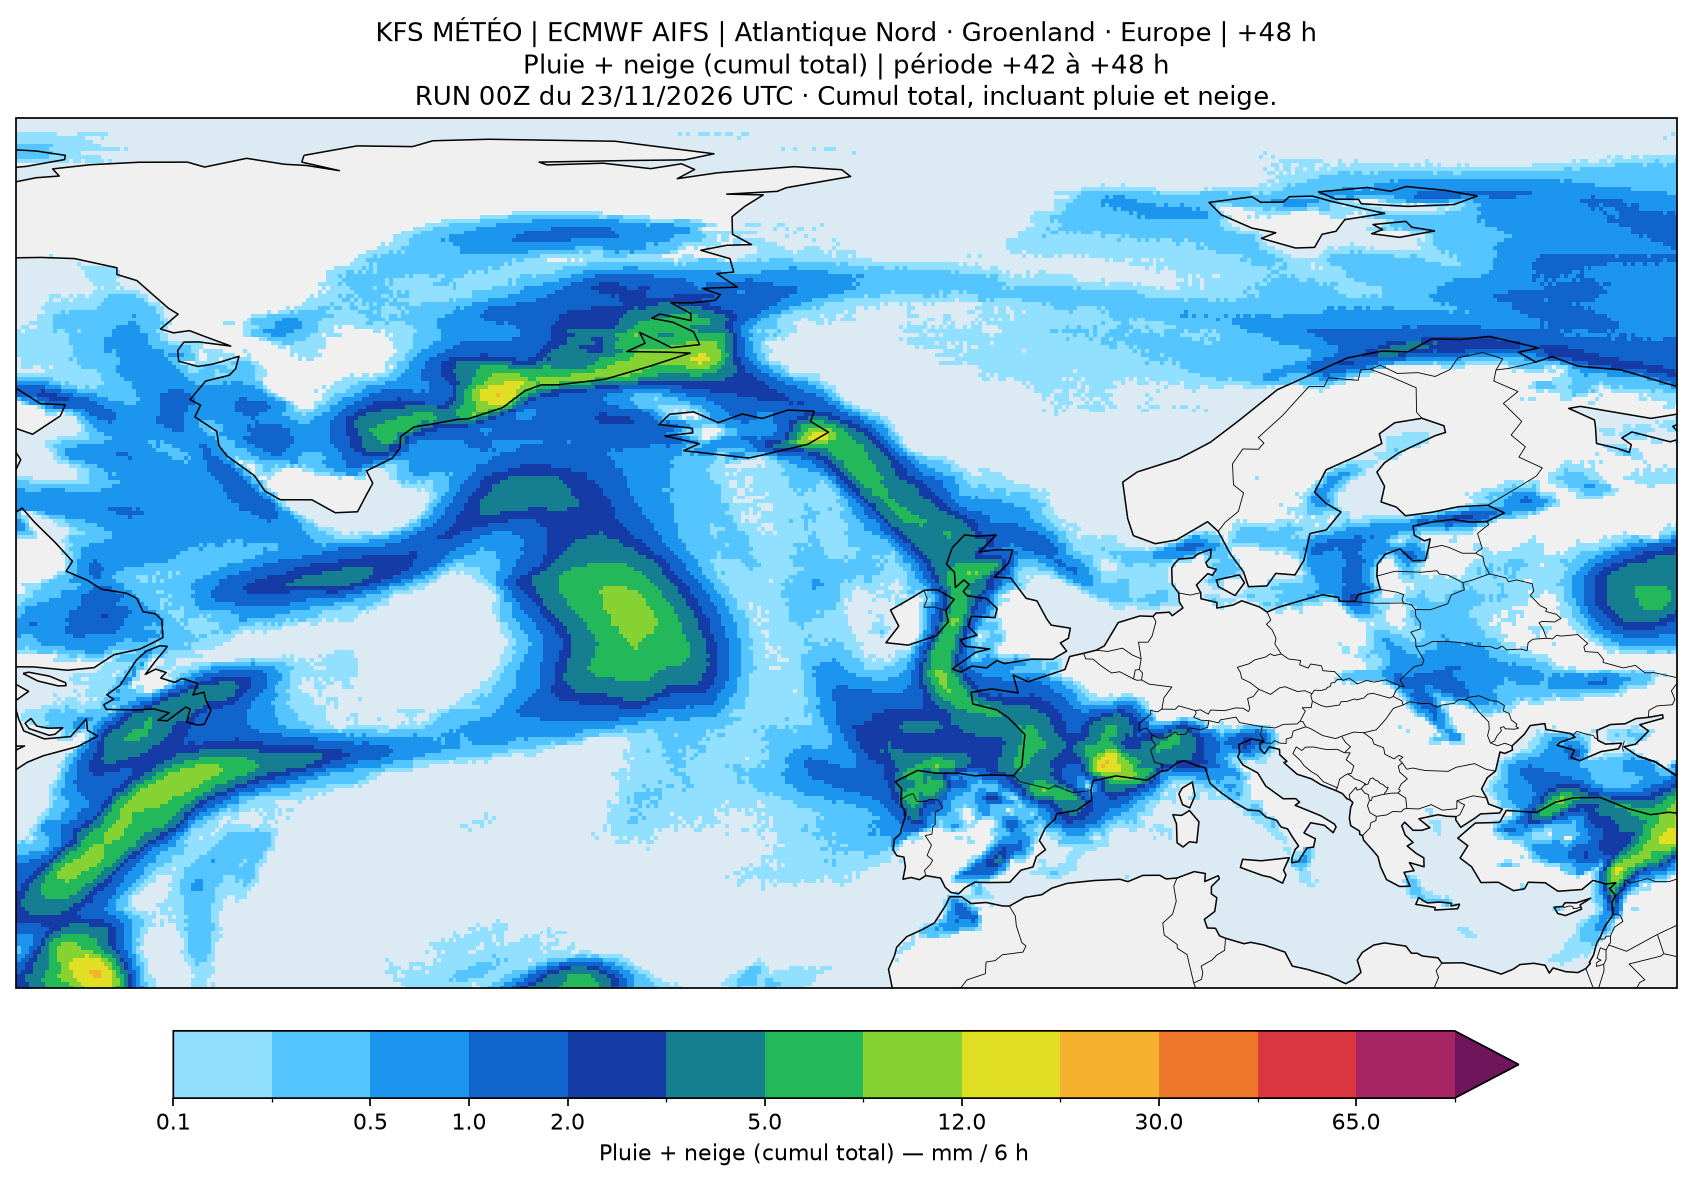 KFS MÉTÉO | ECMWF AIFS | Atlantique Nord · Groenland · Europe | +48 h
Pluie + neige (cumul total) | période +42 à +48 h
RUN 00Z du 23/11/2026 UTC · Cumul total, incluant pluie et neige.
0.1 0.5 1.0 2.0 5.0 12.0 30.0 65.0
Pluie + neige (cumul total) — mm / 6 h